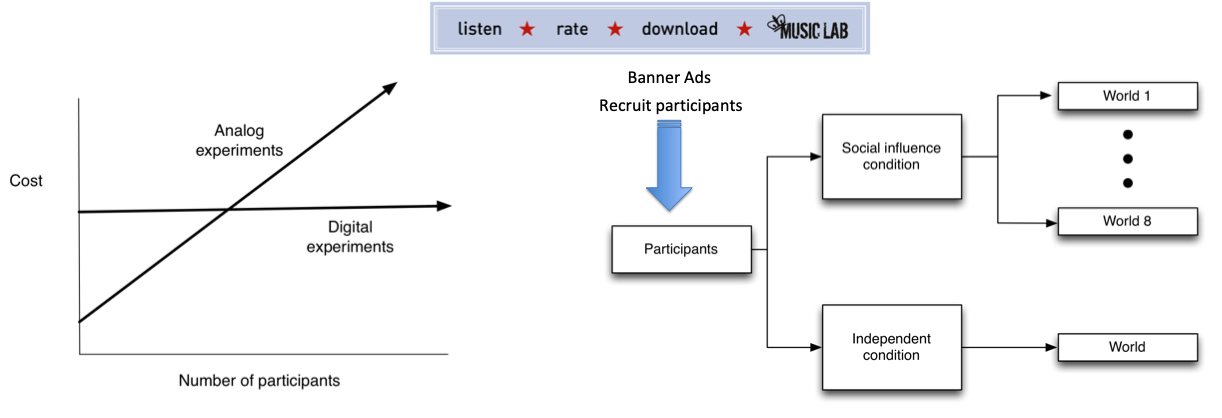 listen ★ rate ★ download ★ MUSIC LAB
Analog
experiments
Cost
Digital
experiments
Number of participants
Banner Ads
Recruit participants
Participants
Social influence
condition
World 1
World 8
Independent
condition
World